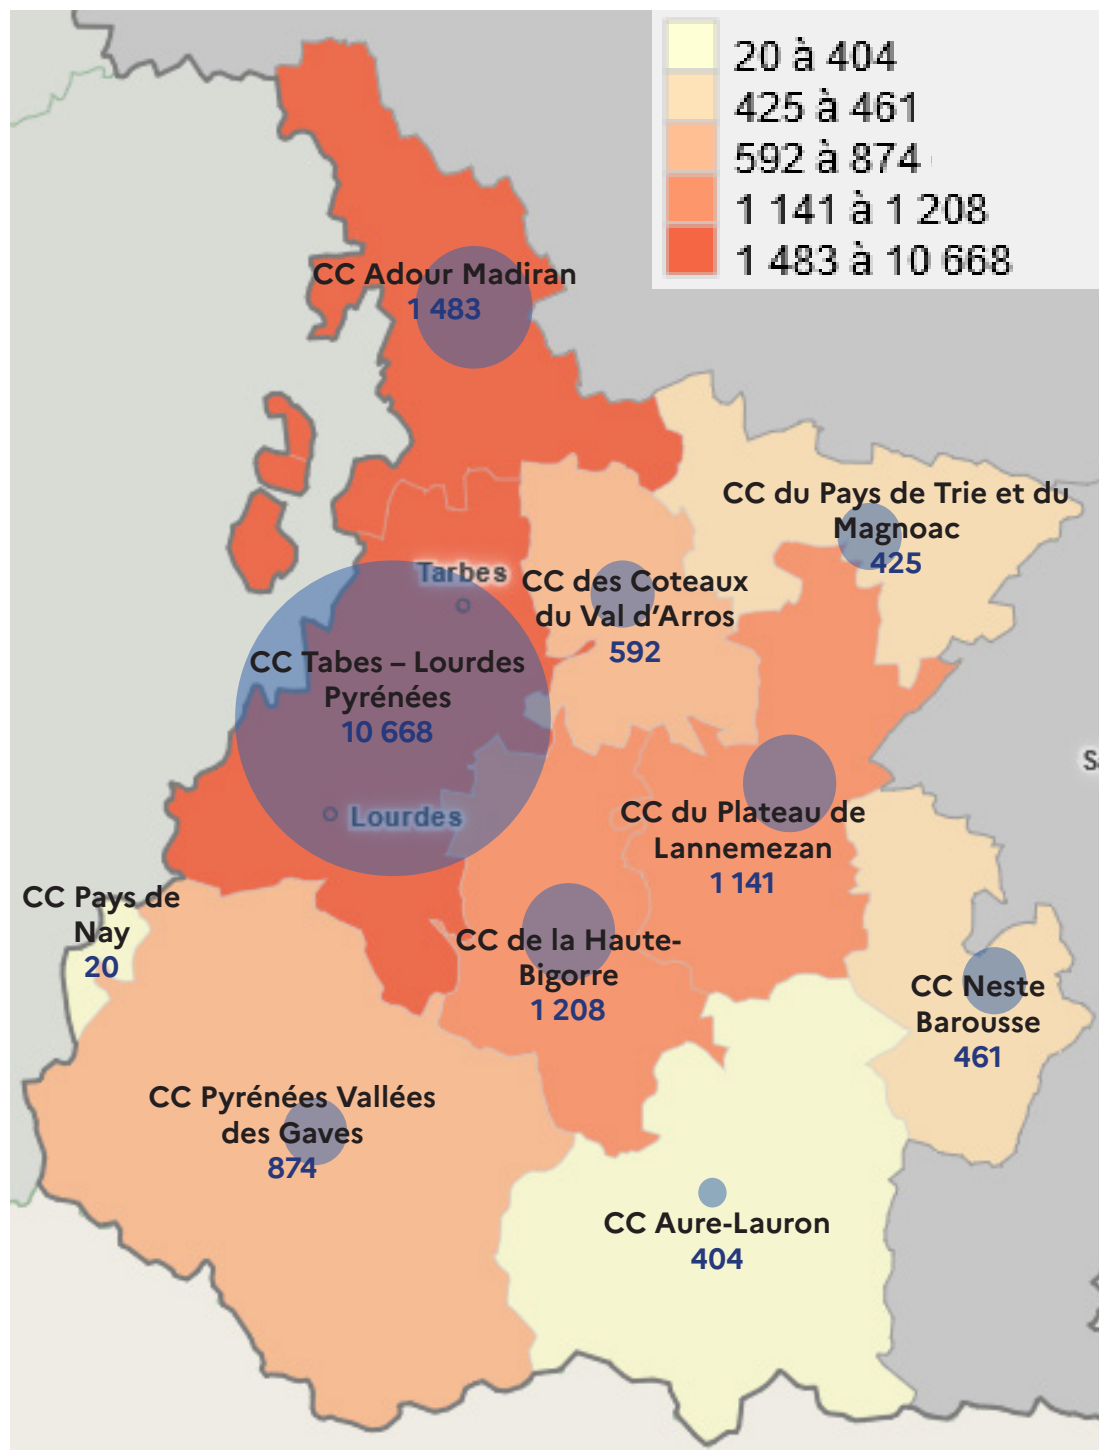 20 à 404
425 à 461
592 à 874
1 141 à 1 208
1 483 à 10 668
CC Adour Madiran
1 483
CC du Pays de Trie et du
Magnoac
425
Tarbes
CC des Coteaux
du Val d'Arros
592
CC Tabes – Lourdes
Pyrénées
10 668
Lourdes
CC du Plateau de
Lannemezan
1 141
CC Pays de
Nay
20
CC de la Haute-
Bigorre
1 208
CC Neste
Barousse
461
CC Pyrénées Vallées
des Gaves
874
CC Aure-Lauron
404